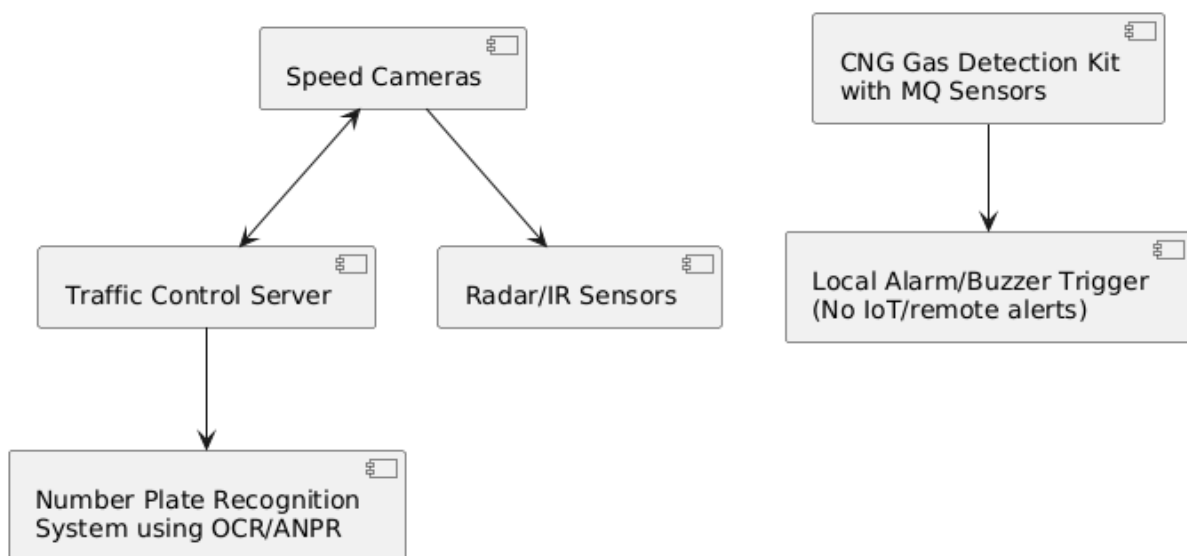 Speed Cameras
CNG Gas Detection Kit
with MQ Sensors
Traffic Control Server
Radar/IR Sensors
Local Alarm/Buzzer Trigger
(No IoT/remote alerts)
Number Plate Recognition
System using OCR/ANPR